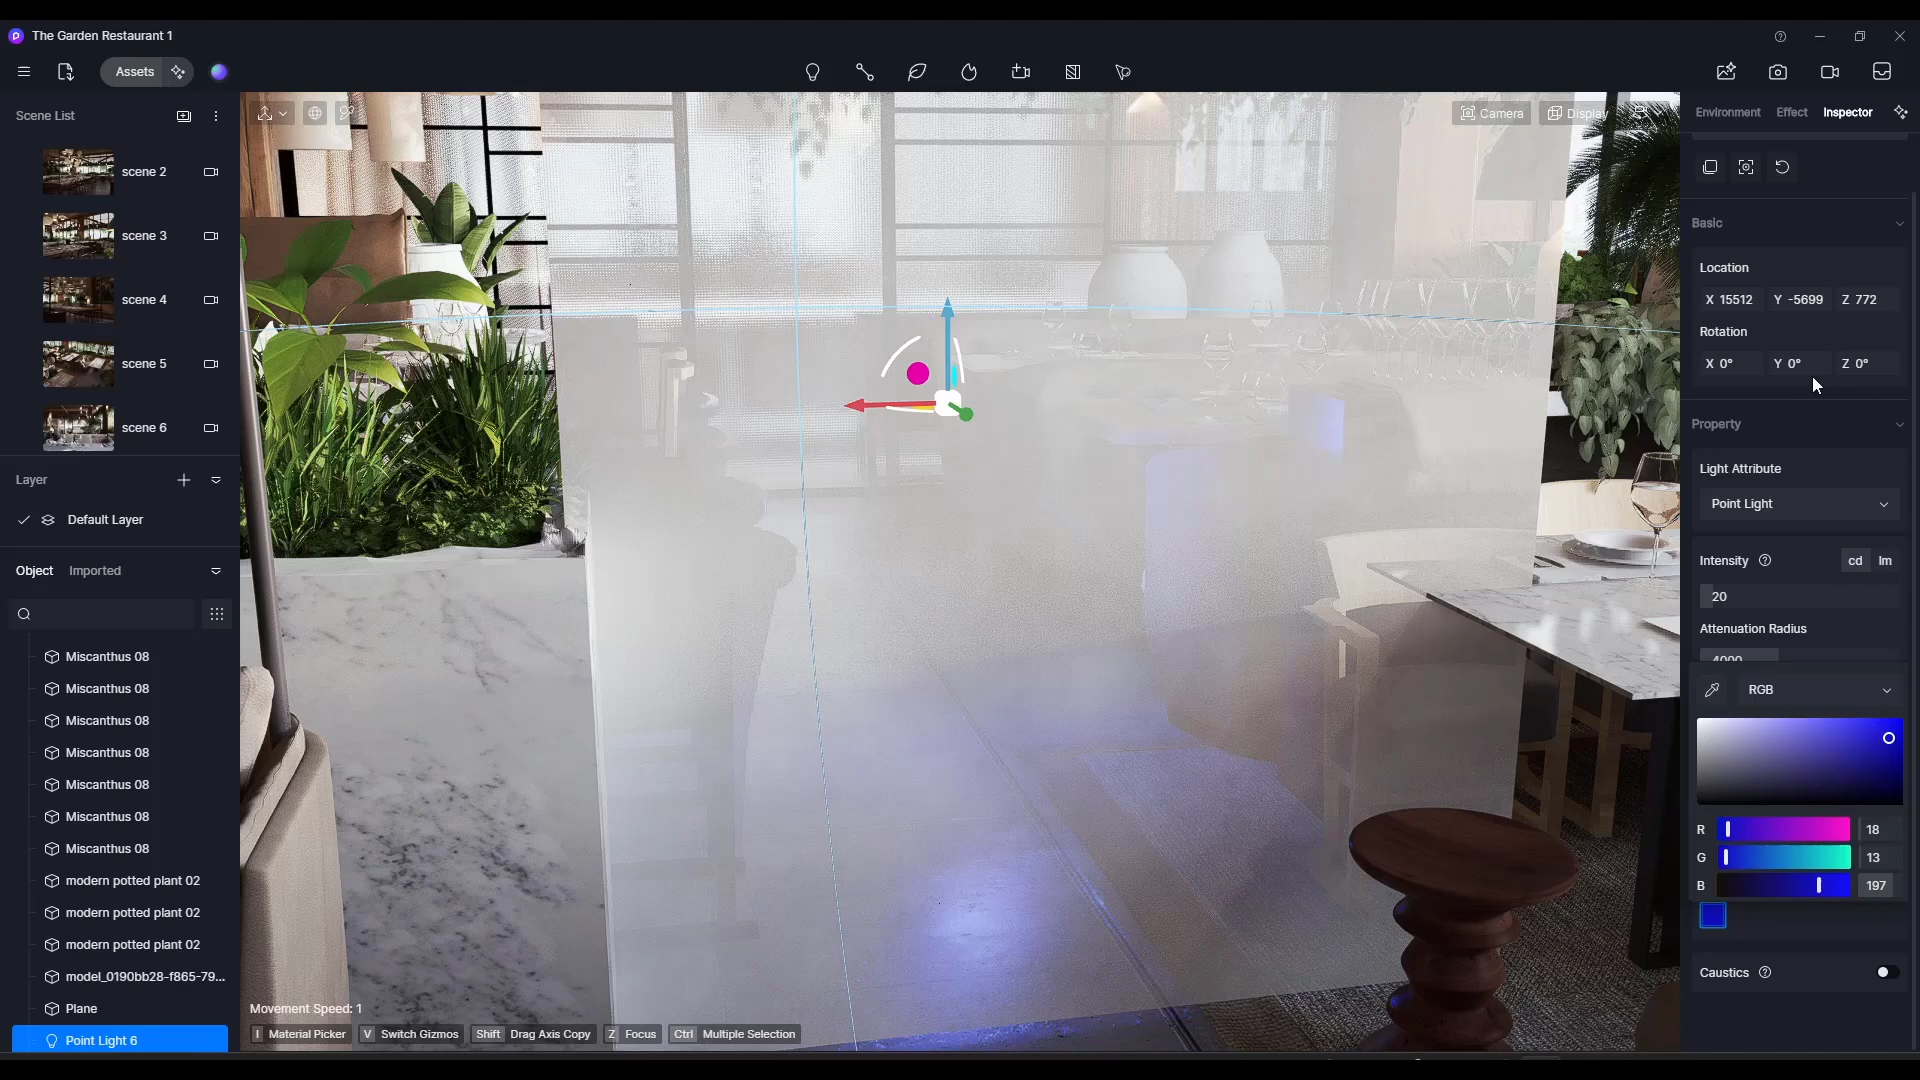 The Garden Restaurant 1
Assets
Scene List
Camera
Display
Environment
Effect
Inspector
scene 2
scene 3
scene 4
scene 5
scene 6
Basic
Location
X 15512
Y -5699
Z 772
Rotation
X 0°
Y 0°
Z 0°
Property
Light Attribute
Point Light
Intensity
cd
lm
20
Attenuation Radius
4000
RGB
R
18
G
13
B
197
Caustics
Layer
Default Layer
Object
Imported
Miscanthus 08
Miscanthus 08
Miscanthus 08
Miscanthus 08
Miscanthus 08
Miscanthus 08
Miscanthus 08
modern potted plant 02
modern potted plant 02
modern potted plant 02
model_0190bb28-f865-79...
Plane
Point Light 6
Movement Speed: 1
I Material Picker
V Switch Gizmos
Shift Drag Axis Copy
Z Focus
Ctrl Multiple Selection